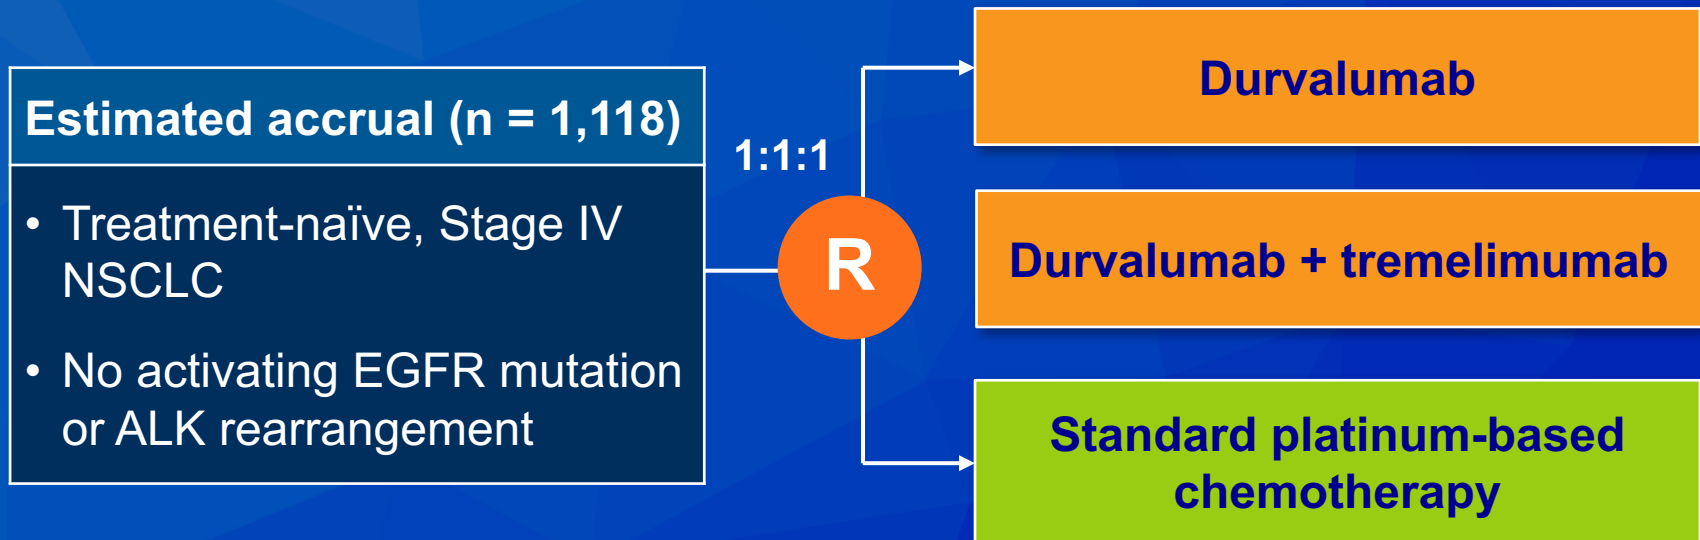 Estimated accrual (n = 1,118)
• Treatment-naïve, Stage IV
NSCLC
• No activating EGFR mutation
or ALK rearrangement
1:1:1
R
Durvalumab
Durvalumab + tremelimumab
Standard platinum-based
chemotherapy